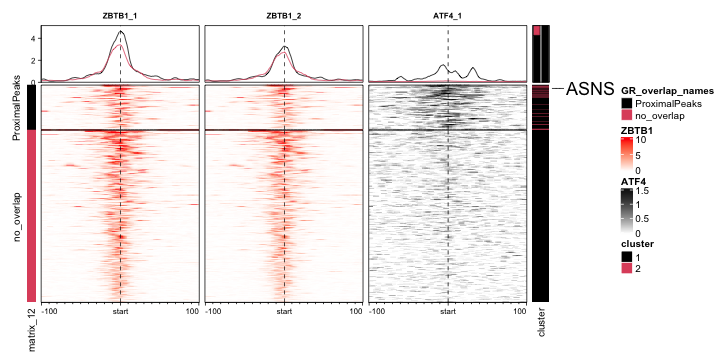 ZBTB1_1
ZBTB1_2
ATF4_1
4
2
0
ProximalPeaks
no_overlap
matrix_12
-100
start
100
-100
start
100
-100
start
100
cluster
ASNS
GR_overlap_names
ProximalPeaks
no_overlap
ZBTB1
10
5
0
ATF4
1.5
1
0.5
0
cluster
1
2